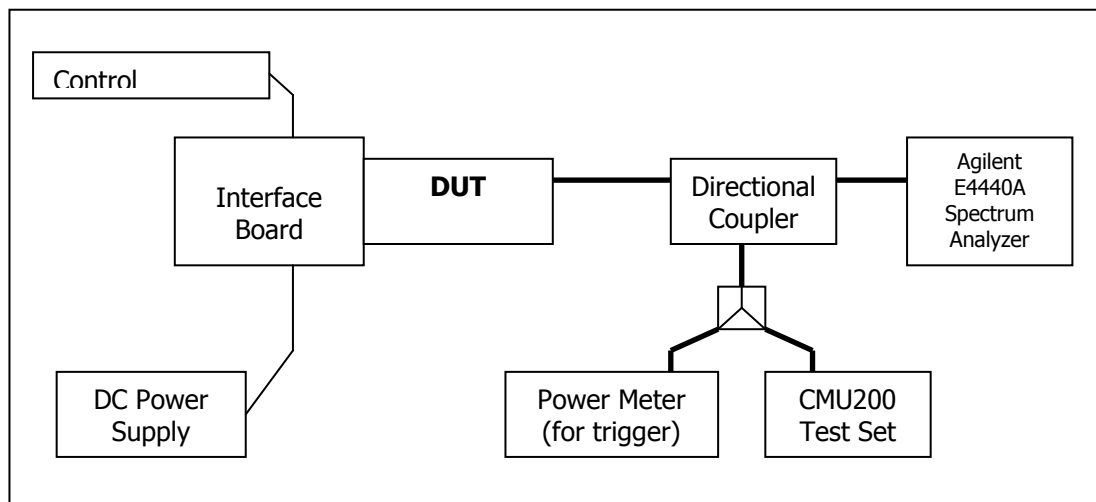 Control
Interface
Board
DUT
Directional
Coupler
Agilent
E4440A
Spectrum
Analyzer
DC Power
Supply
Power Meter
(for trigger)
CMU200
Test Set